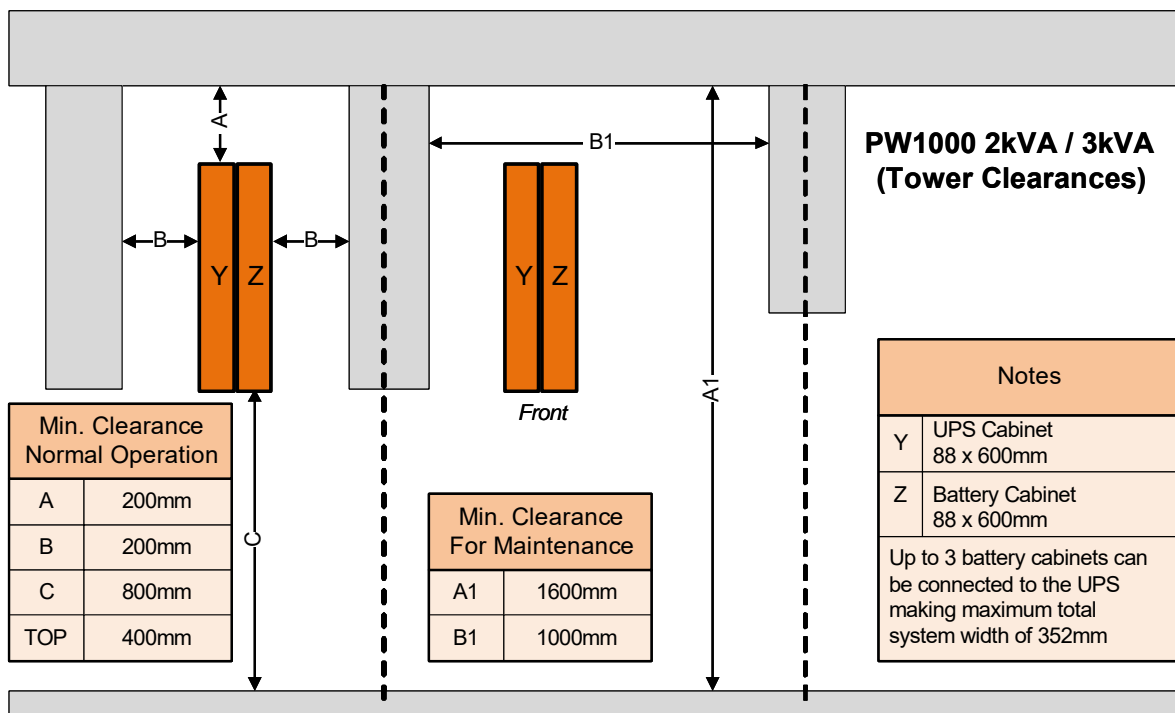 A
B1
PW1000 2kVA / 3kVA
(Tower Clearances)
B
B
Y
Z
Y
Z
A1
Front
C
Min. Clearance
Normal Operation
A 200mm
B 200mm
C 800mm
TOP 400mm
Min. Clearance
For Maintenance
A1 1600mm
B1 1000mm
Notes
Y UPS Cabinet
88 x 600mm
Z Battery Cabinet
88 x 600mm
Up to 3 battery cabinets can
be connected to the UPS
making maximum total
system width of 352mm